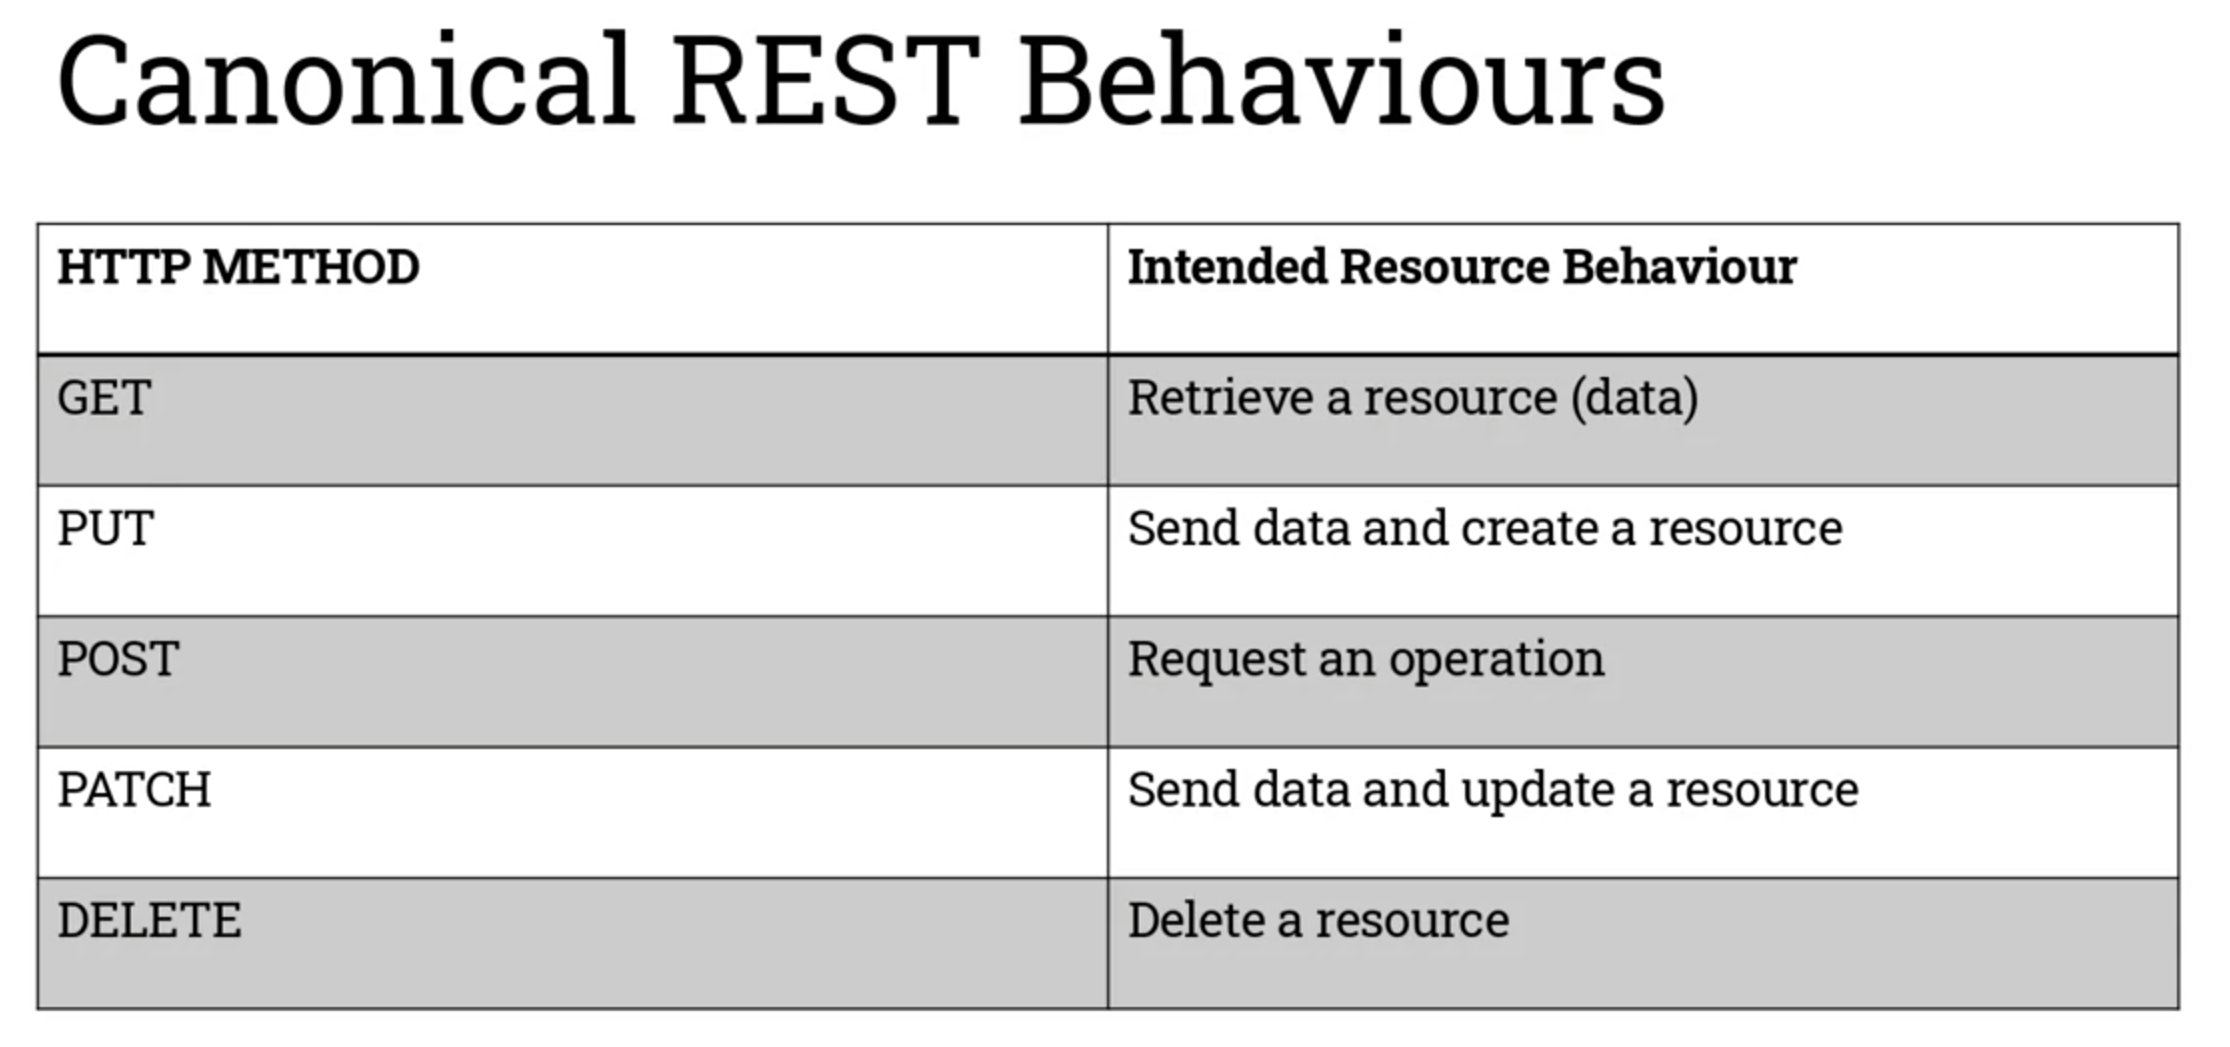 Canonical REST Behaviours
HTTP METHOD
Intended Resource Behaviour
GET
Retrieve a resource (data)
PUT
Send data and create a resource
POST
Request an operation
PATCH
Send data and update a resource
DELETE
Delete a resource